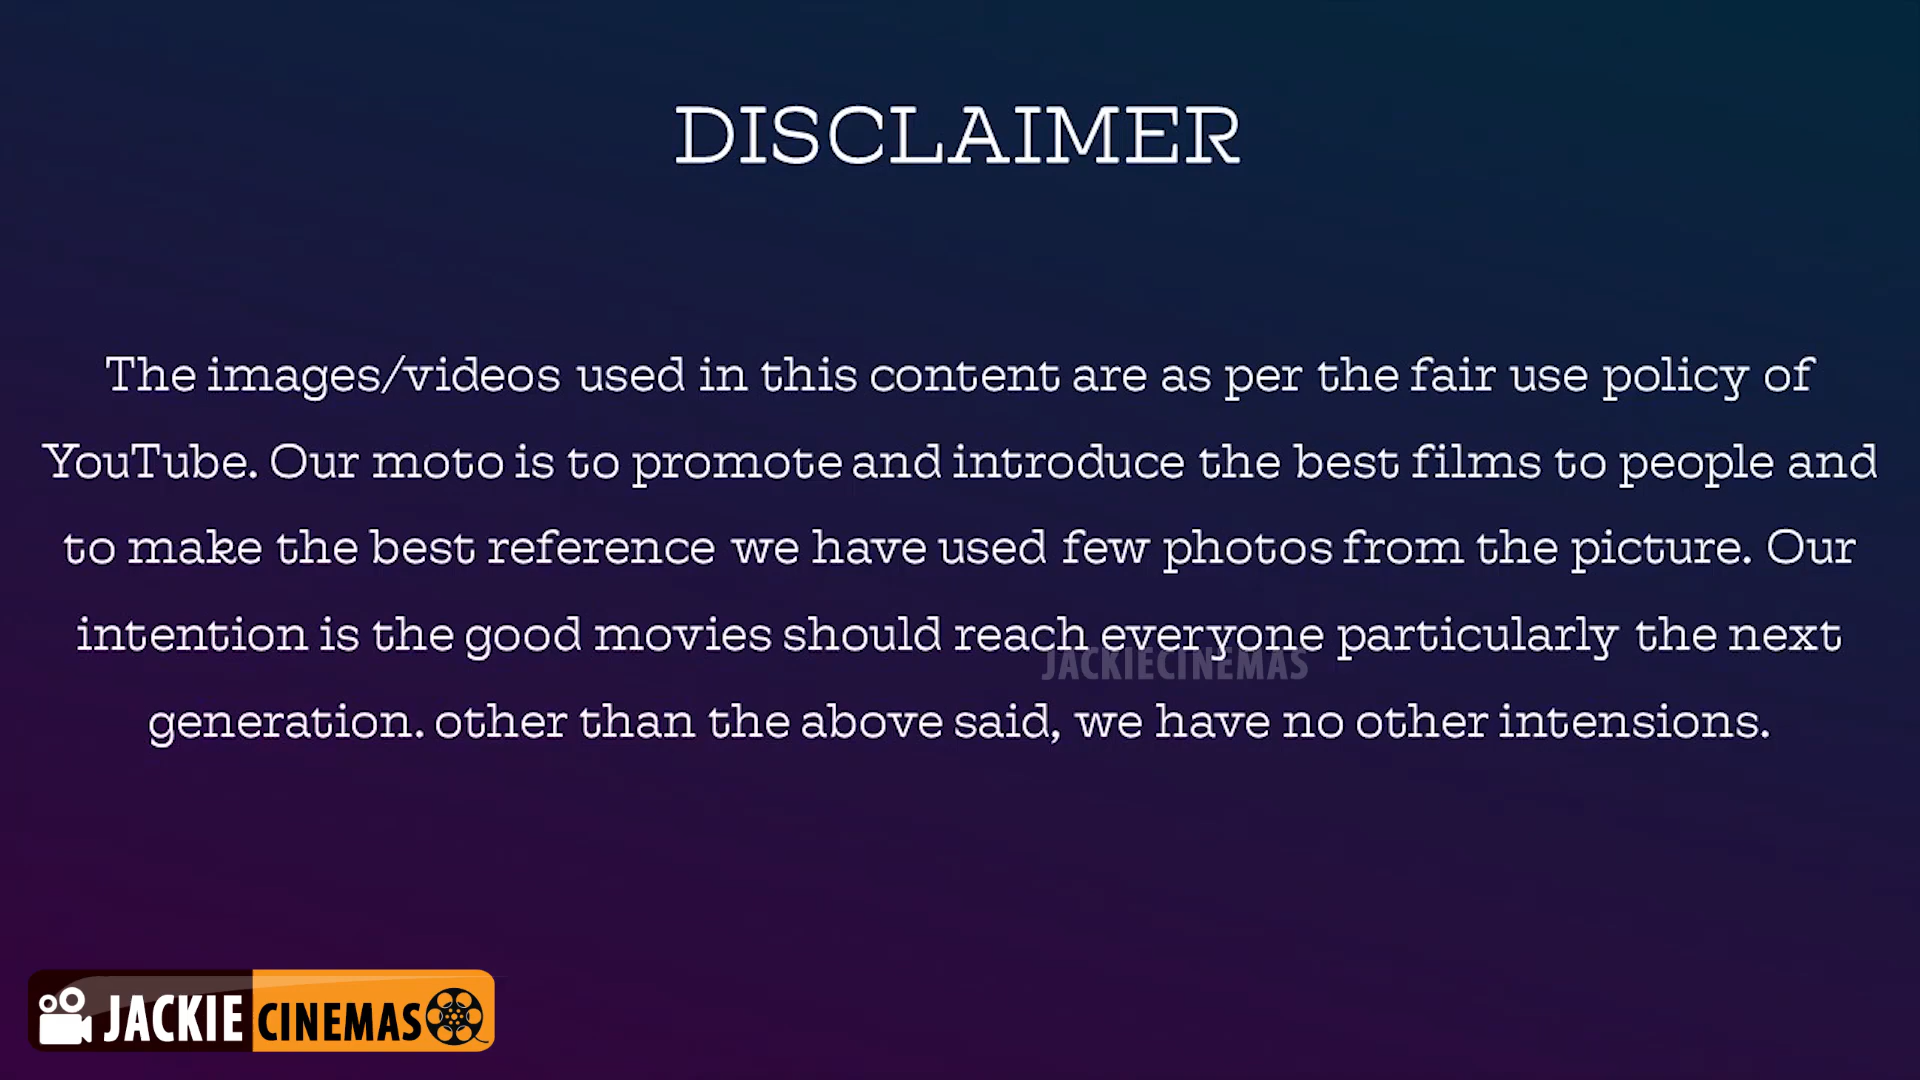 DISCLAIMER
The images/videos used in this content are as per the fair use policy of
YouTube. Our moto is to promote and introduce the best films to people and
to make the best reference we have used few photos from the picture. Our
intention is the good movies should reach everyone particularly the next
JACKIECINEMAS
generation. other than the above said, we have no other intensions.
JACKIE CINEMAS